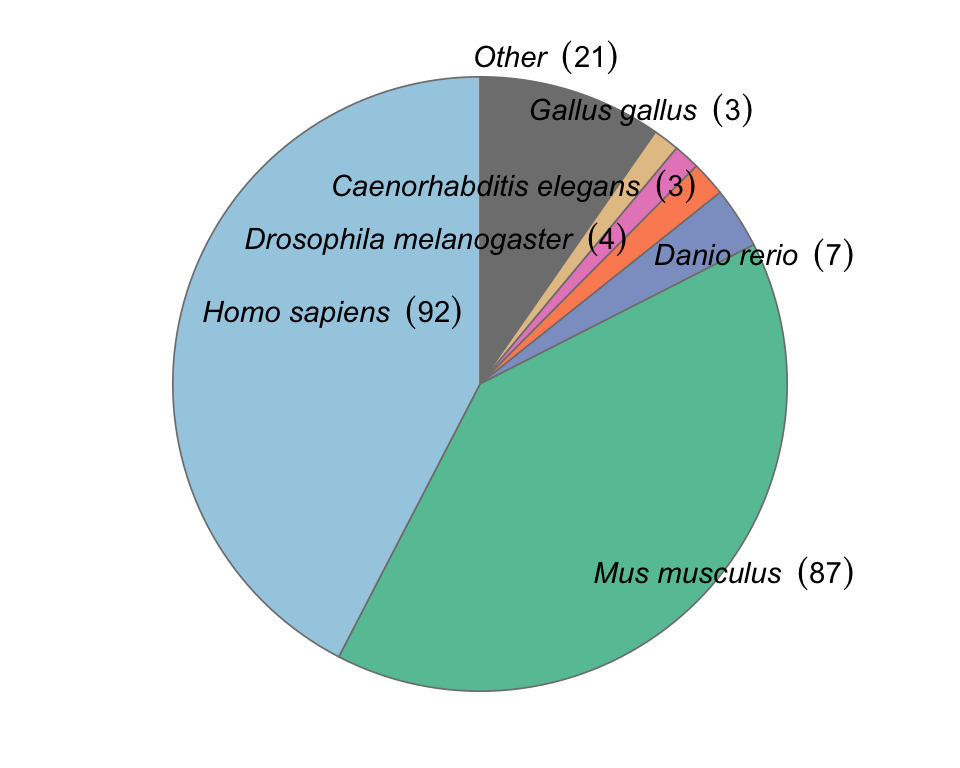 Other (21)
Gallus gallus (3)
Caenorhabditis elegans (3)
Drosophila melanogaster (4)
Danio rerio (7)
Homo sapiens (92)
Mus musculus (87)